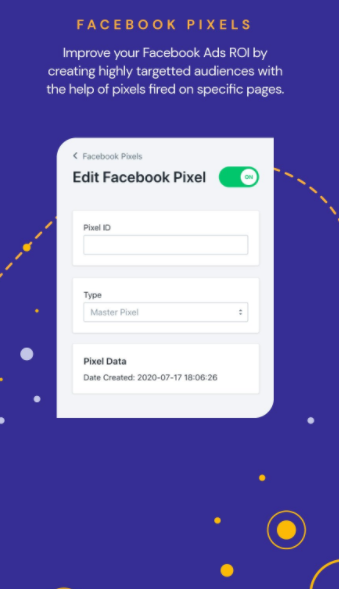 FACEBOOK PIXELS
Improve your Facebook Ads ROI by
creating highly targetted audiences with
the help of pixels fired on specific pages.
Facebook Pixels
Edit Facebook Pixel ON
Pixel ID
Type
Master Pixel
Pixel Data
Date Created: 2020-07-17 18:06:26